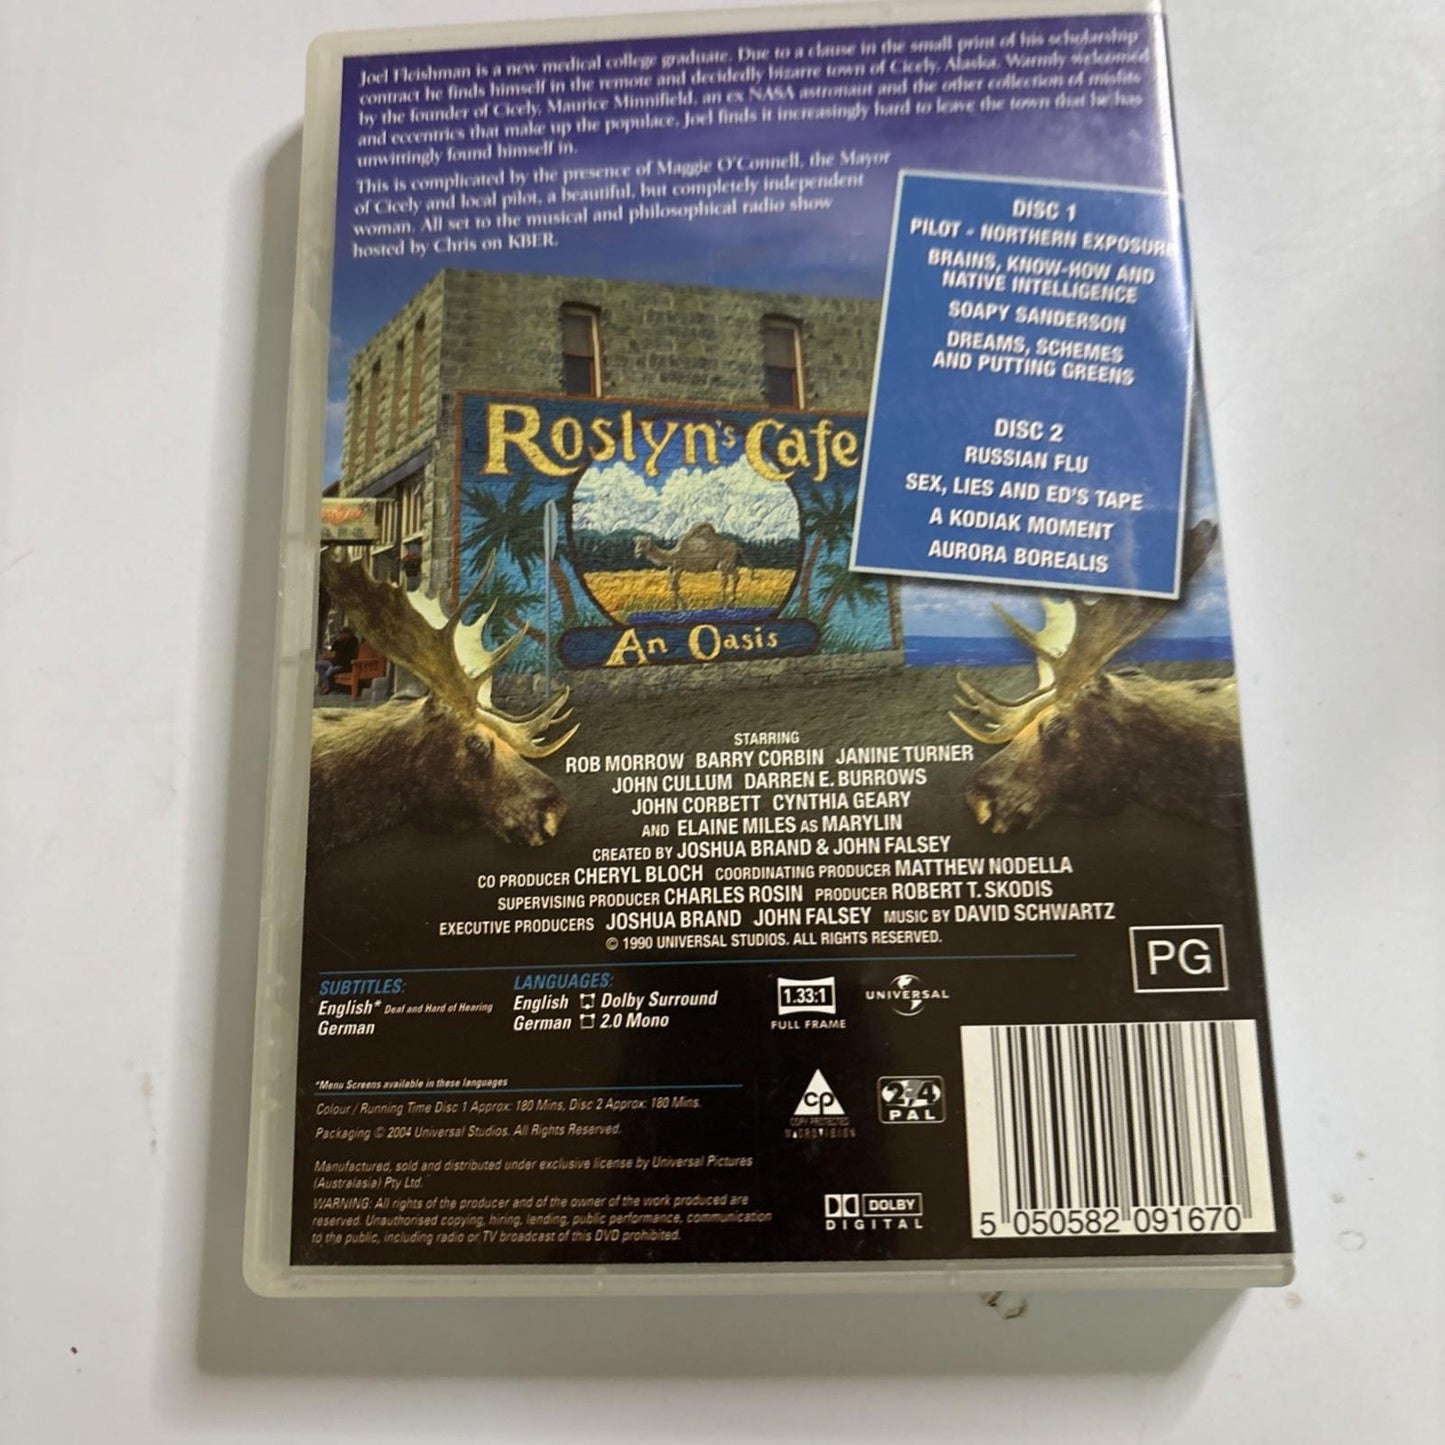 Joel Fleishman is a new medical college graduate. Due to a clause in the small print of his scholarship
contract he finds himself in the remote and decidedly bizarre town of Cicely, Alaska. Warmly welcomed
by the founder of Cicely, Maurice Minnifield, an ex NASA astronaut and the other collection of misfits
and eccentrics that make up the populace, Joel finds it increasingly hard to leave the town that he has
unwittingly found himself in.
This is complicated by the presence of Maggie O'Connell, the Mayor
of Cicely and local pilot, a beautiful, but completely independent
woman. All set to the musical and philosophical radio show
hosted by Chris on KBER.
DISC 1
PILOT - NORTHERN EXPOSURE
BRAINS, KNOW-HOW AND
NATIVE INTELLIGENCE
SOAPY SANDERSON
DREAMS, SCHEMES
AND PUTTING GREENS
DISC 2
RUSSIAN FLU
SEX, LIES AND ED'S TAPE
A KODIAK MOMENT
AURORA BOREALIS
ROSLYN'S CAFE
AN OASIS
STARRING
ROB MORROW BARRY CORBIN JANINE TURNER
JOHN CULLUM DARREN E. BURROWS
JOHN CORBETT CYNTHIA GEARY
AND ELAINE MILES AS MARYLIN
CREATED BY JOSHUA BRAND & JOHN FALSEY
CO PRODUCER CHERYL BLOCH COORDINATING PRODUCER MATTHEW NODELLA
SUPERVISING PRODUCER CHARLES ROSIN PRODUCER ROBERT T. SKODIS
EXECUTIVE PRODUCERS JOSHUA BRAND JOHN FALSEY MUSIC BY DAVID SCHWARTZ
© 1990 UNIVERSAL STUDIOS. ALL RIGHTS RESERVED.
PG
SUBTITLES:
English* Deaf and Hard of Hearing
German
LANGUAGES:
English Dolby Surround
German 2.0 Mono
1.33:1
FULL FRAME
UNIVERSAL
*Menu Screens available in these languages
Colour / Running Time Disc 1 Approx: 180 Mins, Disc 2 Approx: 180 Mins.
Packaging © 2004 Universal Studios. All Rights Reserved.
Manufactured, sold and distributed under exclusive license by Universal Pictures
(Australasia) Pty Ltd.
WARNING: All rights of the producer and of the owner of the work produced are
reserved. Unauthorised copying, hiring, lending, public performance, communication
to the public, including radio or TV broadcast of this DVD prohibited.
CP
COPY PROTECTED
MACROVISION
2+4
PAL
DOLBY
DIGITAL
5 050582 091670